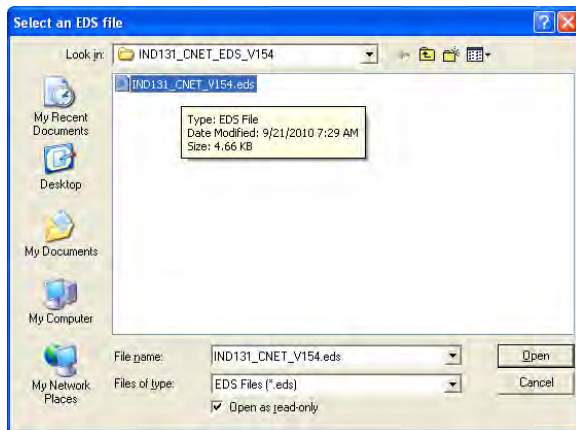 Select an EDS file
Look in:
IND131_CNET_EDS_V154
My Recent
Documents
Desktop
My Documents
My Computer
My Network
Places
IND131_CNET_V154.eds
Type: EDS File
Date Modified: 9/21/2010 7:29 AM
Size: 4.66 KB
File name:
IND131_CNET_V154.eds
Open
Files of type:
EDS Files (*.eds)
Cancel
Open as read-only